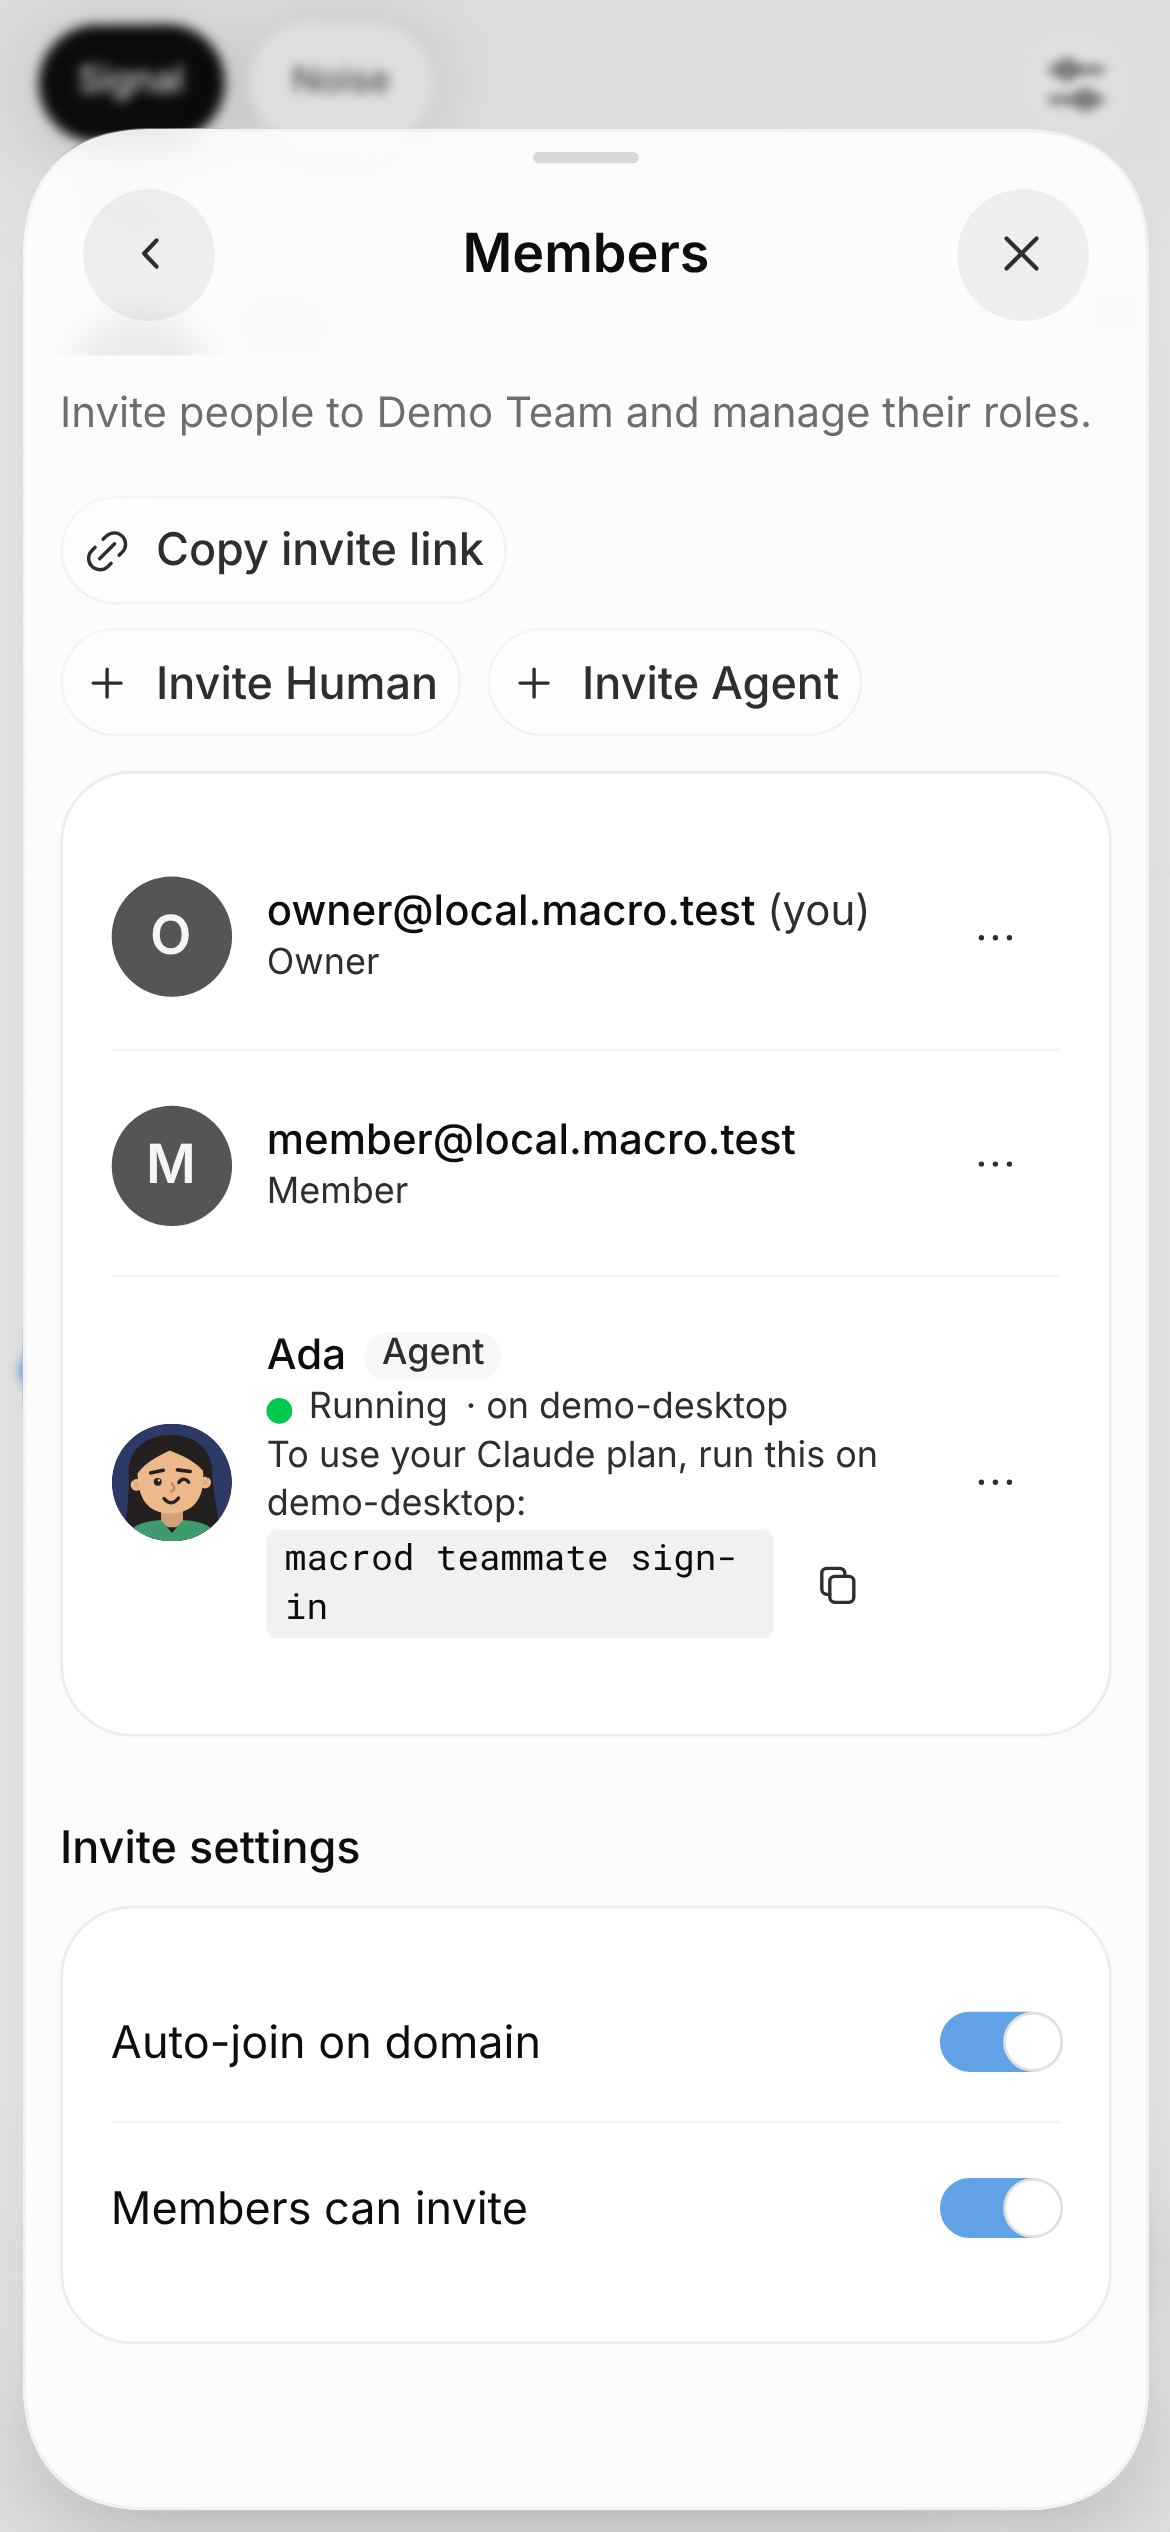 Signal
Noise
Members
Invite people to Demo Team and manage their roles.
Copy invite link
Invite Human
Invite Agent
O
owner@local.macro.test (you)
Owner
M
member@local.macro.test
Member
Ada
Agent
Running · on demo-desktop
To use your Claude plan, run this on
demo-desktop:
macrod teammate sign-
in
Invite settings
Auto-join on domain
Members can invite